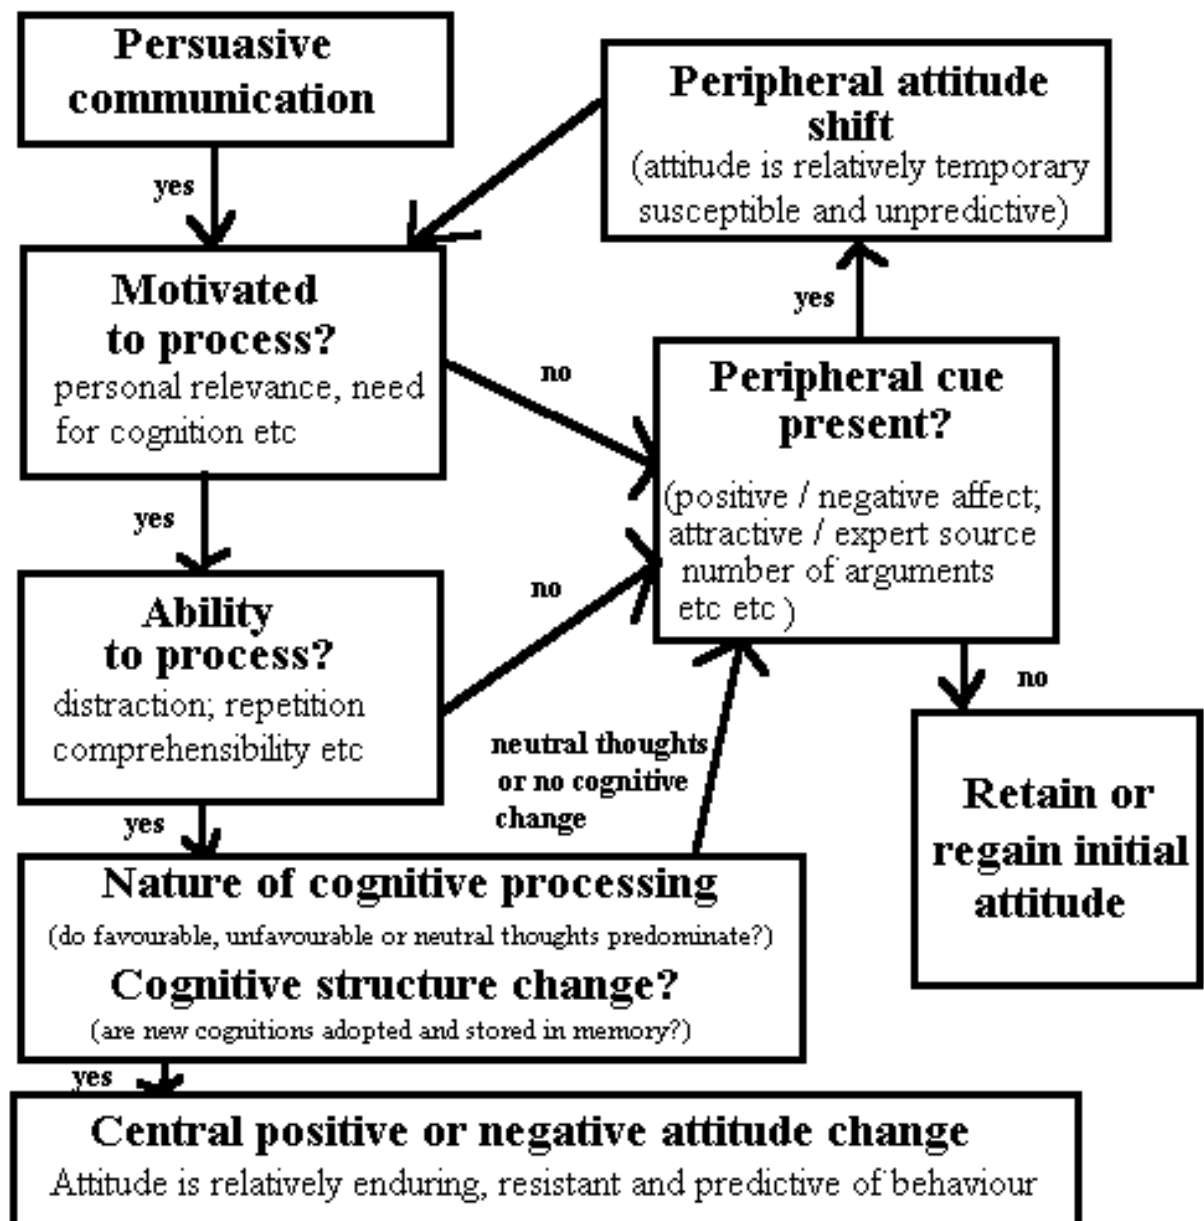 Persuasive
communication
yes
Peripheral attitude
shift
(attitude is relatively temporary
susceptible and unpredictive)
yes
Motivated
to process?
personal relevance, need
for cognition etc
no
Peripheral cue
present?
(positive / negative affect;
attractive / expert source
number of arguments
etc etc )
yes
no
Ability
to process?
distraction; repetition
comprehensibility etc
no
Retain or
regain initial
attitude
neutral thoughts
or no cognitive
change
yes
Nature of cognitive processing
(do favourable, unfavourable or neutral thoughts predominate?)
Cognitive structure change?
(are new cognitions adopted and stored in memory?)
yes
Central positive or negative attitude change
Attitude is relatively enduring, resistant and predictive of behaviour